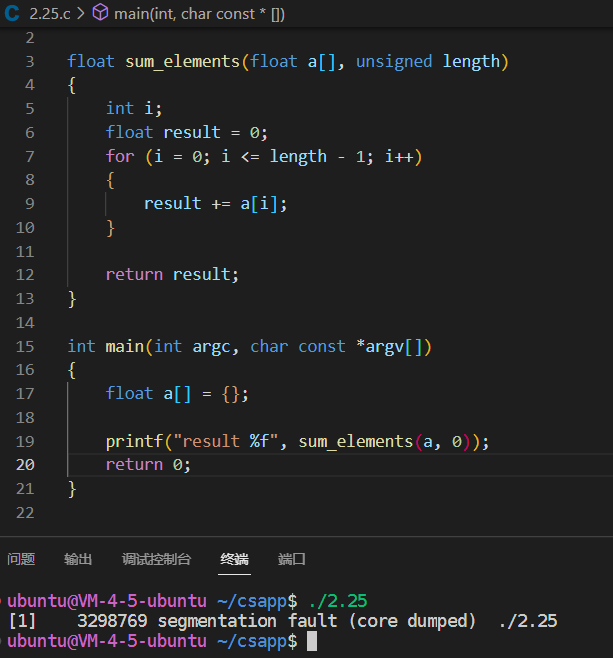 C 2.25.c > main(int, char const * [])
2
3 float sum_elements(float a[], unsigned length)
4 {
5     int i;
6     float result = 0;
7     for (i = 0; i <= length - 1; i++)
8     {
9         result += a[i];
10     }
11
12     return result;
13 }
14
15 int main(int argc, char const *argv[])
16 {
17     float a[] = {};
18
19     printf("result %f", sum_elements(a, 0));
20     return 0;
21 }
22
问题 输出 调试控制台 终端 端口
ubuntu@VM-4-5-ubuntu ~/csapp$ ./2.25
[1]    3298769 segmentation fault (core dumped)  ./2.25
ubuntu@VM-4-5-ubuntu ~/csapp$